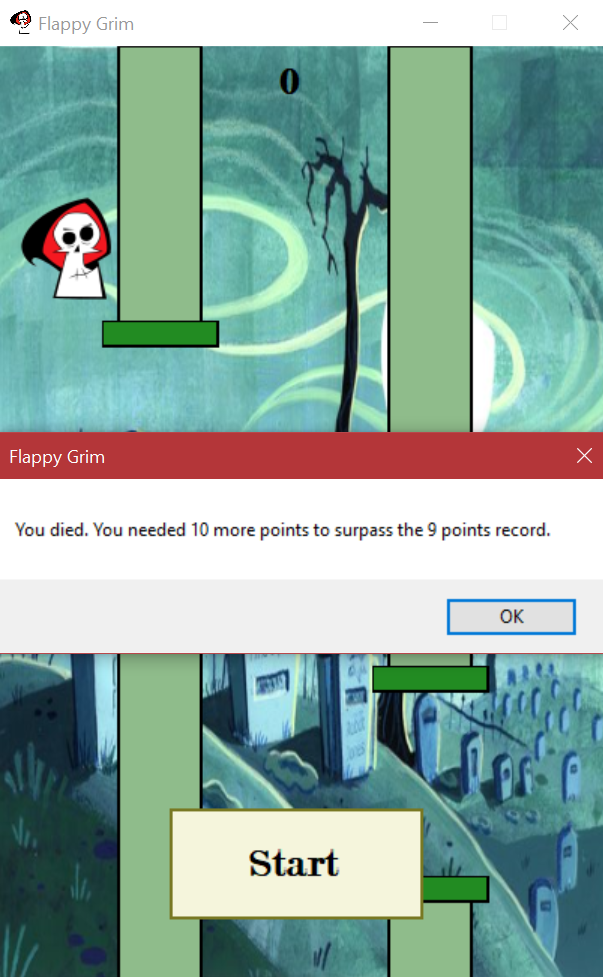 Flappy Grim
0
Flappy Grim
You died. You needed 10 more points to surpass the 9 points record.
OK
Start